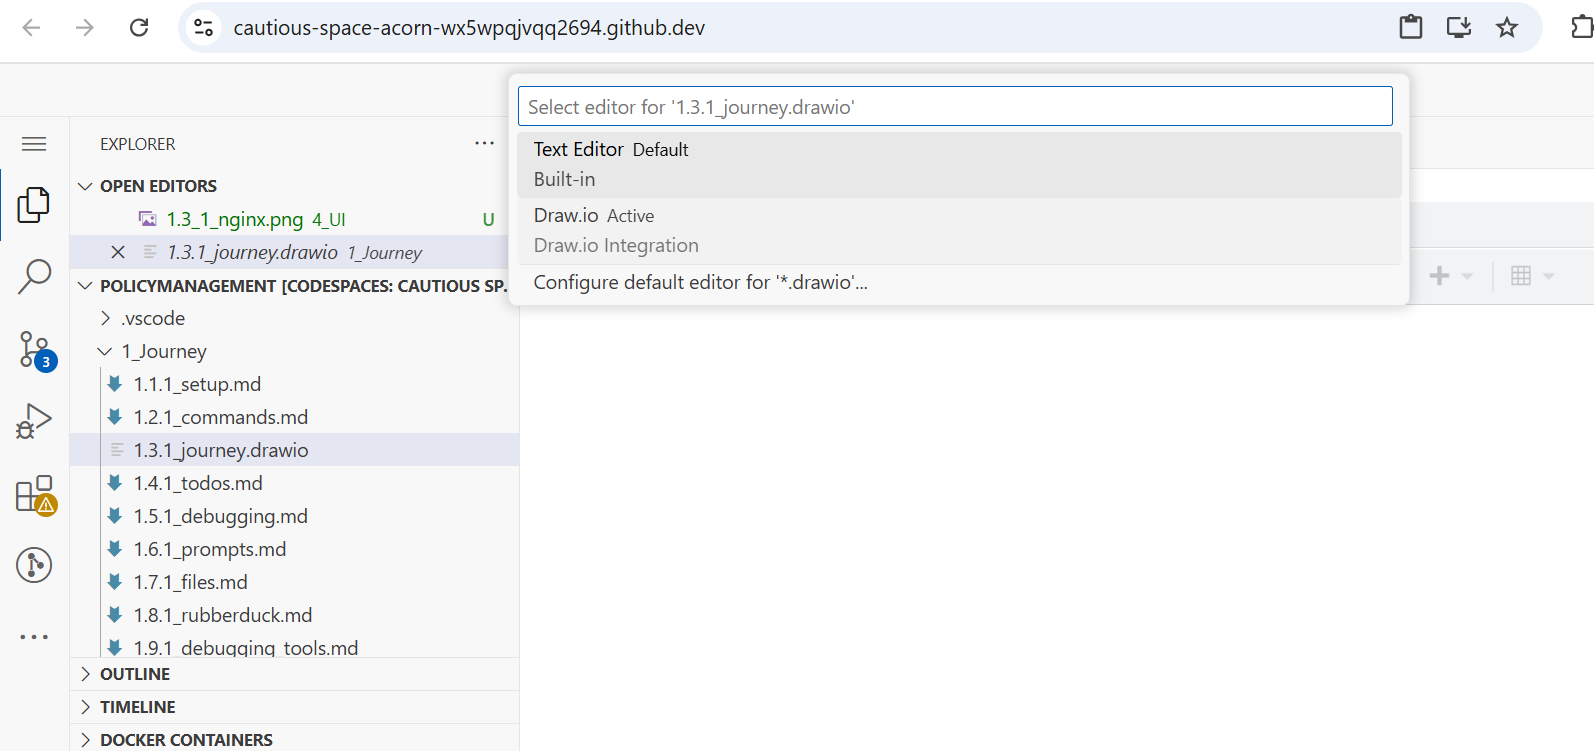 cautious-space-acorn-wx5wpqjvqq2694.github.dev
Select editor for '1.3.1_journey.drawio'
Text Editor Default
Built-in
Draw.io Active
Draw.io Integration
Configure default editor for '*.drawio'...
EXPLORER
OPEN EDITORS
1.3_1_nginx.png 4_UI U
1.3.1_journey.drawio 1_Journey
POLICYMANAGEMENT [CODESPACES: CAUTIOUS SP...
.vscode
1_Journey
1.1.1_setup.md
1.2.1_commands.md
1.3.1_journey.drawio
1.4.1_todos.md
1.5.1_debugging.md
1.6.1_prompts.md
1.7.1_files.md
1.8.1_rubberduck.md
1.9.1_debugging_tools.md
OUTLINE
TIMELINE
DOCKER CONTAINERS
3